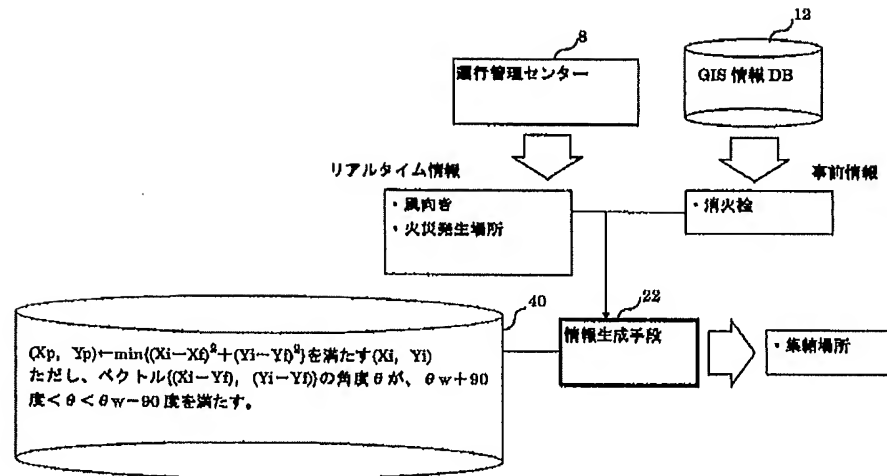 8
12
運行管理センター
GIS 情報 DB
リアルタイム情報
事前情報
・風向き
・火災発生場所
・消火栓
40
22
(Xp, Yp)←min{(Xi−Xf)²+(Yi−Yf)²}を満たす(Xi, Yi)
ただし、ベクトル{(Xi−Yf), (Yi−Yf)}の角度θが、θw+90
度<θ<θw−90度を満たす。
情報生成手段
・集結場所